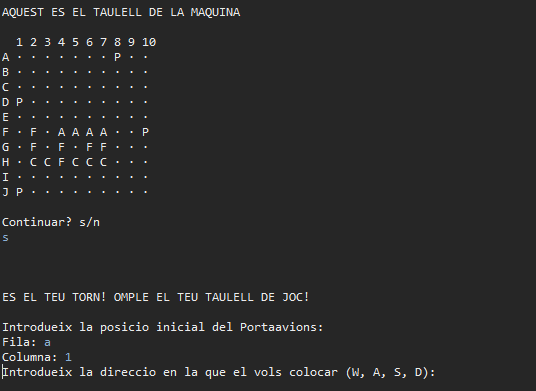 AQUEST ES EL TAULELL DE LA MAQUINA
1 2 3 4 5 6 7 8 9 10
A · · · · · · · P · ·
B · · · · · · · · · ·
C · · · · · · · · · ·
D P · · · · · · · · ·
E · · · · · · · · · ·
F · F · A A A A · · P
G · F · F · F F · · ·
H · C C F C C C · · ·
I · · · · · · · · · ·
J P · · · · · · · · ·
Continuar? s/n
s
ES EL TEU TORN! OMPLE EL TEU TAULELL DE JOC!
Introdueix la posicio inicial del Portaavions:
Fila: a
Columna: 1
Introdueix la direccio en la que el vols colocar (W, A, S, D):